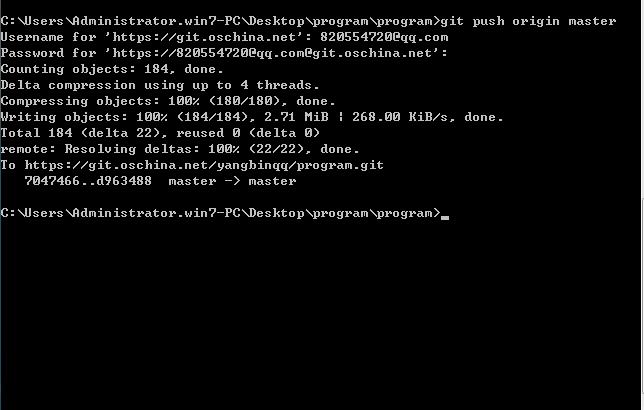 C:\Users\Administrator.win7-PC\Desktop\program\program>git push origin master
Username for 'https://git.oschina.net': 820554720@qq.com
Password for 'https://820554720@qq.com@git.oschina.net':
Counting objects: 184, done.
Delta compression using up to 4 threads.
Compressing objects: 100% (180/180), done.
Writing objects: 100% (184/184), 2.71 MiB | 268.00 KiB/s, done.
Total 184 (delta 22), reused 0 (delta 0)
remote: Resolving deltas: 100% (22/22), done.
To https://git.oschina.net/yangbinqq/program.git
   7047466..d963488  master -> master
C:\Users\Administrator.win7-PC\Desktop\program\program>_